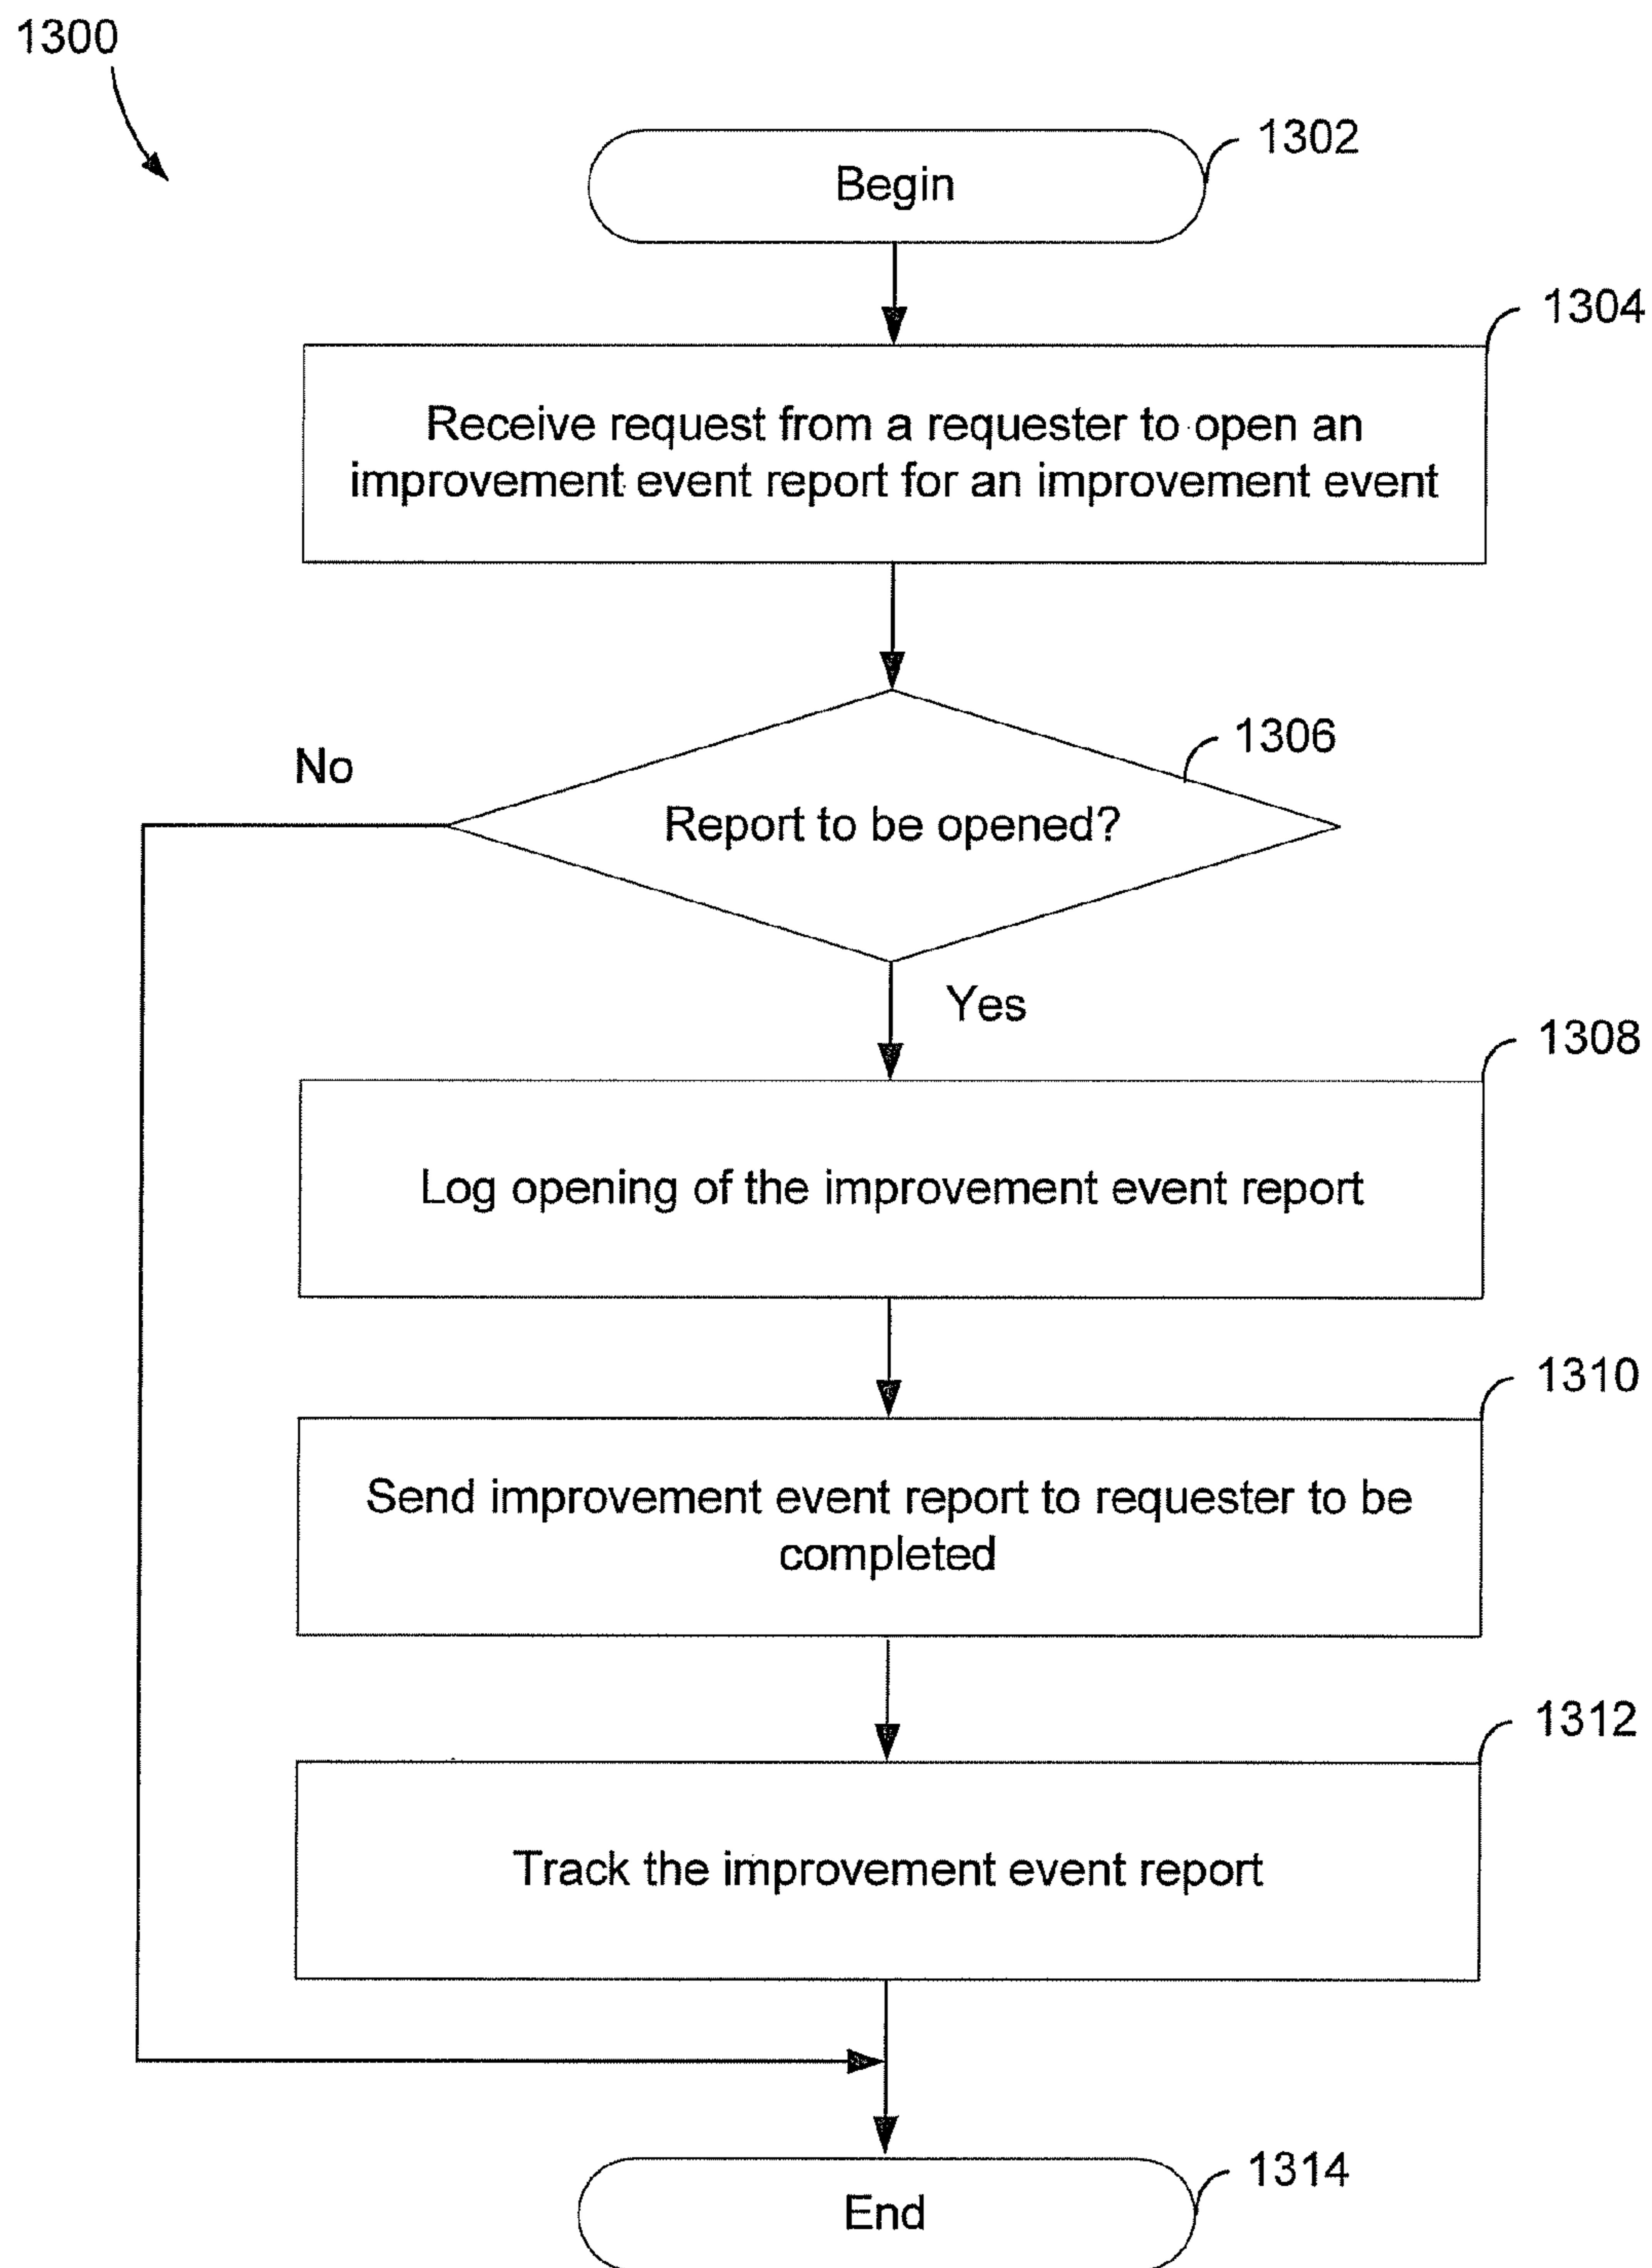 1300
1302
Begin
1304
Receive request from a requester to open an
improvement event report for an improvement event
1306
No
Report to be opened?
Yes
1308
Log opening of the improvement event report
1310
Send improvement event report to requester to be
completed
1312
Track the improvement event report
1314
End